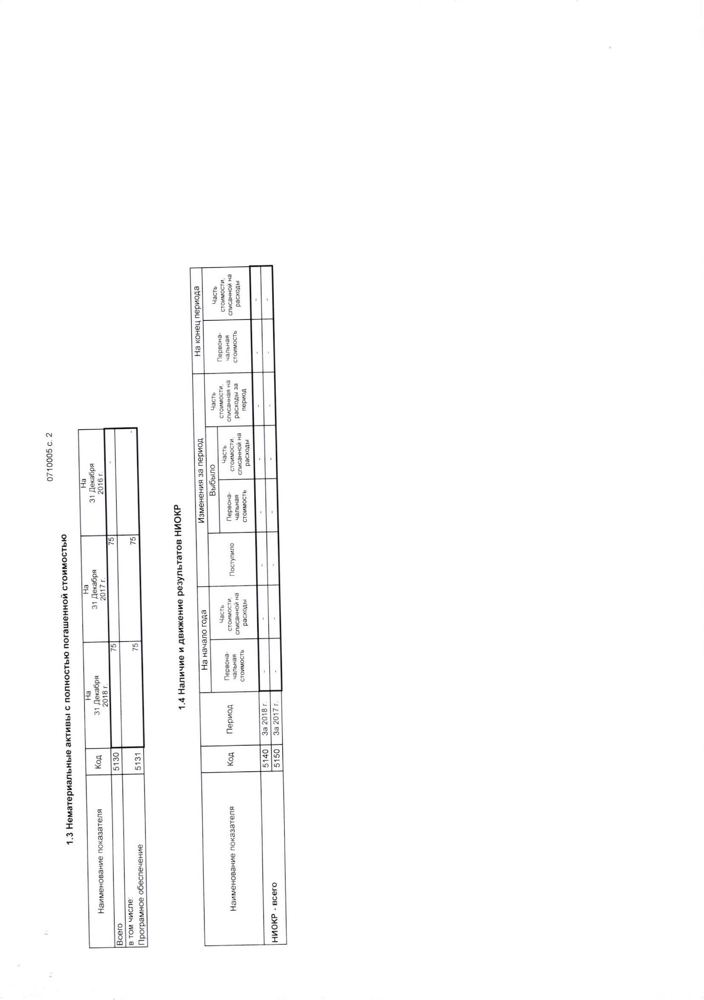 0710005 с. 2
1.3 Нематериальные активы с полностью погашенной стоимостью
Наименование показателя Код На 31 Декабря 2018 г. На 31 Декабря 2017 г. На 31 Декабря 2016 г.
Всего 5130 75 75 -
в том числе:
Програмное обеспечение 5131 75 75 -
1.4 Наличие и движение результатов НИОКР
Наименование показателя Код Период На начало года Изменения за период На конец периода
Первона-чальная стоимость Часть стоимости, списанной на расходы Поступило Выбыло Часть стоимости, списанная на расходы за период Первона-чальная стоимость Часть стоимости, списанной на расходы
Первона-чальная стоимость Часть стоимости, списанной на расходы
НИОКР - всего 5140 За 2018 г. - - - - - - - -
5150 За 2017 г. - - - - - - - -